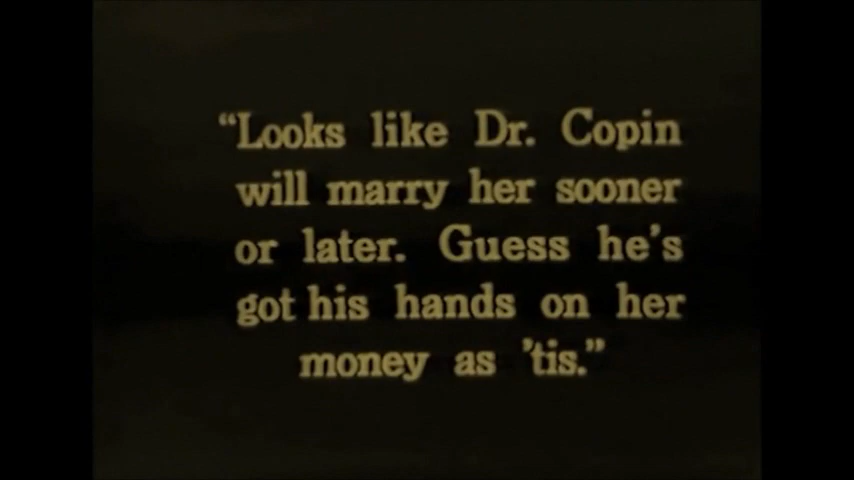 “Looks like Dr. Copin
will marry her sooner
or later. Guess he’s
got his hands on her
money as ’tis.”